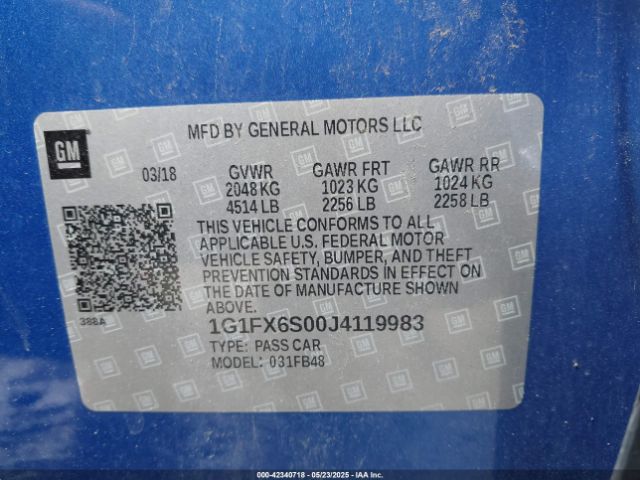 GM
MFD BY GENERAL MOTORS LLC
03/18
GVWR
2048 KG
4514 LB
GAWR FRT
1023 KG
2256 LB
GAWR RR
1024 KG
2258 LB
THIS VEHICLE CONFORMS TO ALL
APPLICABLE U.S. FEDERAL MOTOR
VEHICLE SAFETY, BUMPER, AND THEFT
PREVENTION STANDARDS IN EFFECT ON
THE DATE OF MANUFACTURE SHOWN
ABOVE.
388A
1G1FX6S00J4119983
TYPE: PASS CAR
MODEL: 031FB48
000-42340718 - 05/23/2025 - IAAI.COM